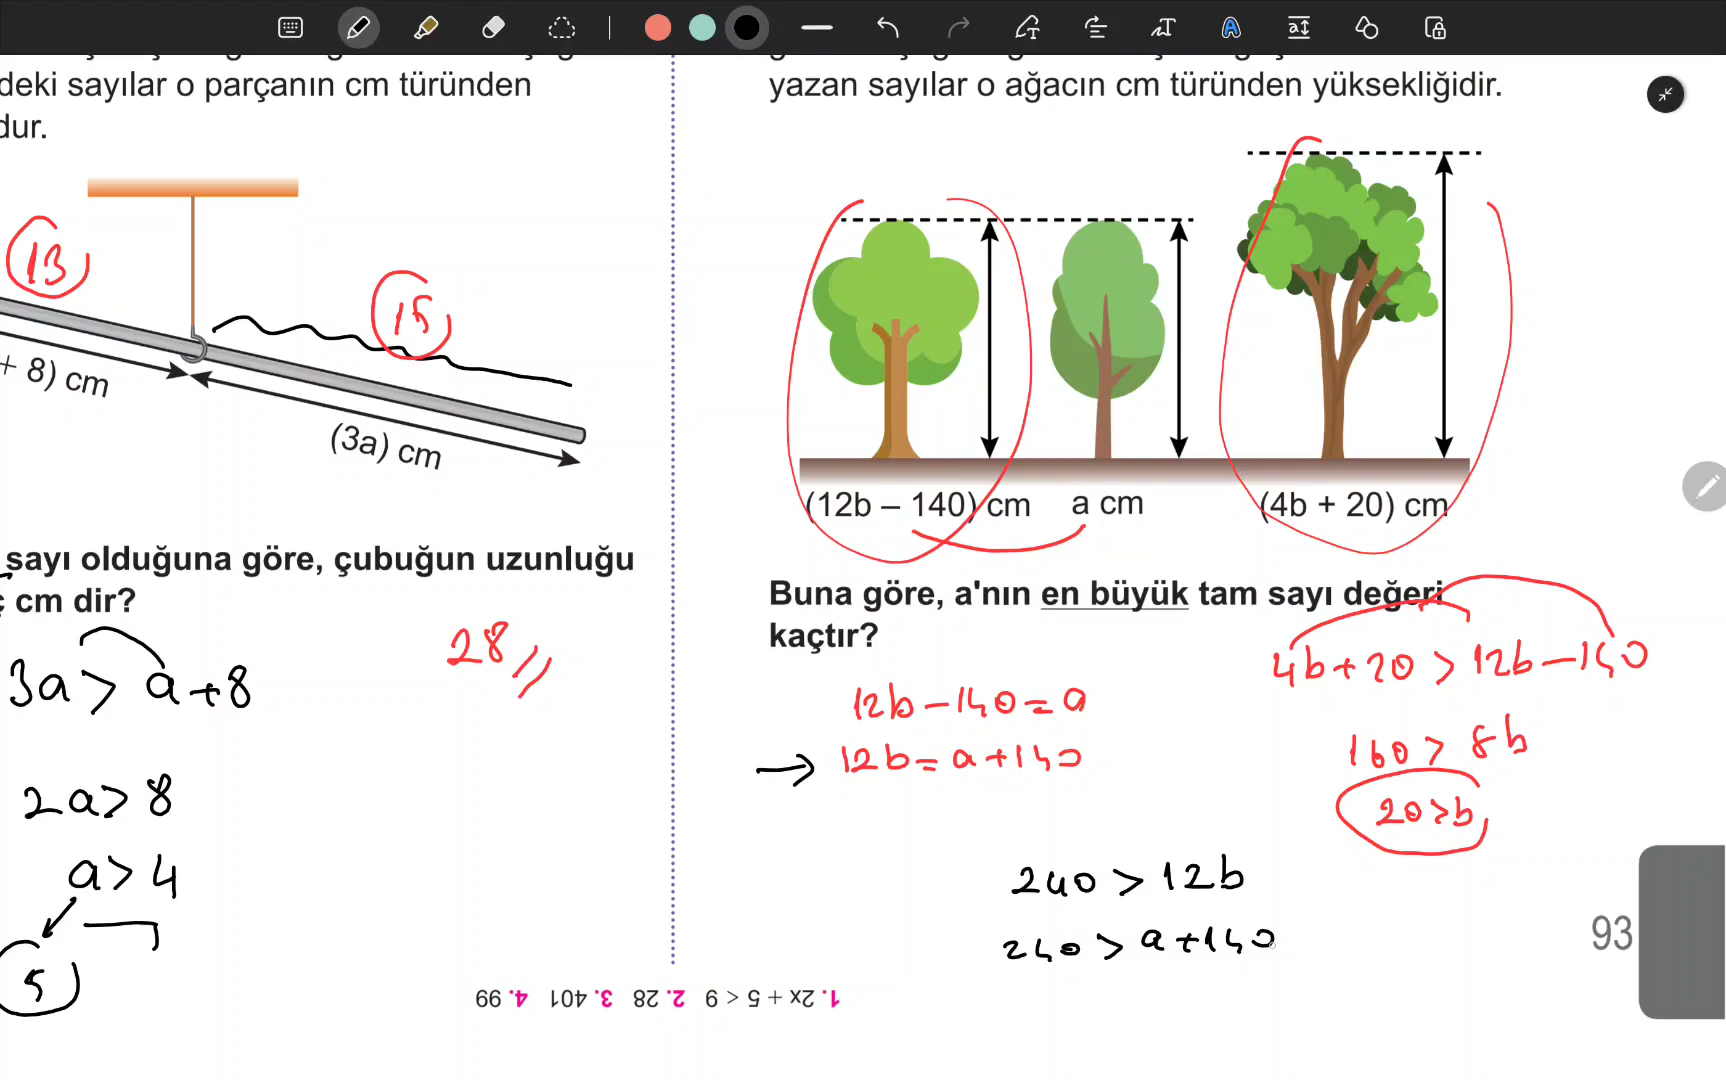 deki sayılar o parçanın cm türünden
dur.
13
15
+ 8) cm
(3a) cm
sayı olduğuna göre, çubuğun uzunluğu
cm dir?
28 //
3a > a+8
2a > 8
a > 4
5
yazan sayılar o ağacın cm türünden yüksekliğidir.
(12b – 140) cm
a cm
(4b + 20) cm
Buna göre, a'nın en büyük tam sayı değeri
kaçtır?
12b – 140 = a
→ 12b = a + 140
4b + 20 > 12b – 140
160 > 8b
20 > b
240 > 12b
240 > a + 140
93
1. 2x + 5 < 9 2. 28 3. 401 4. 99